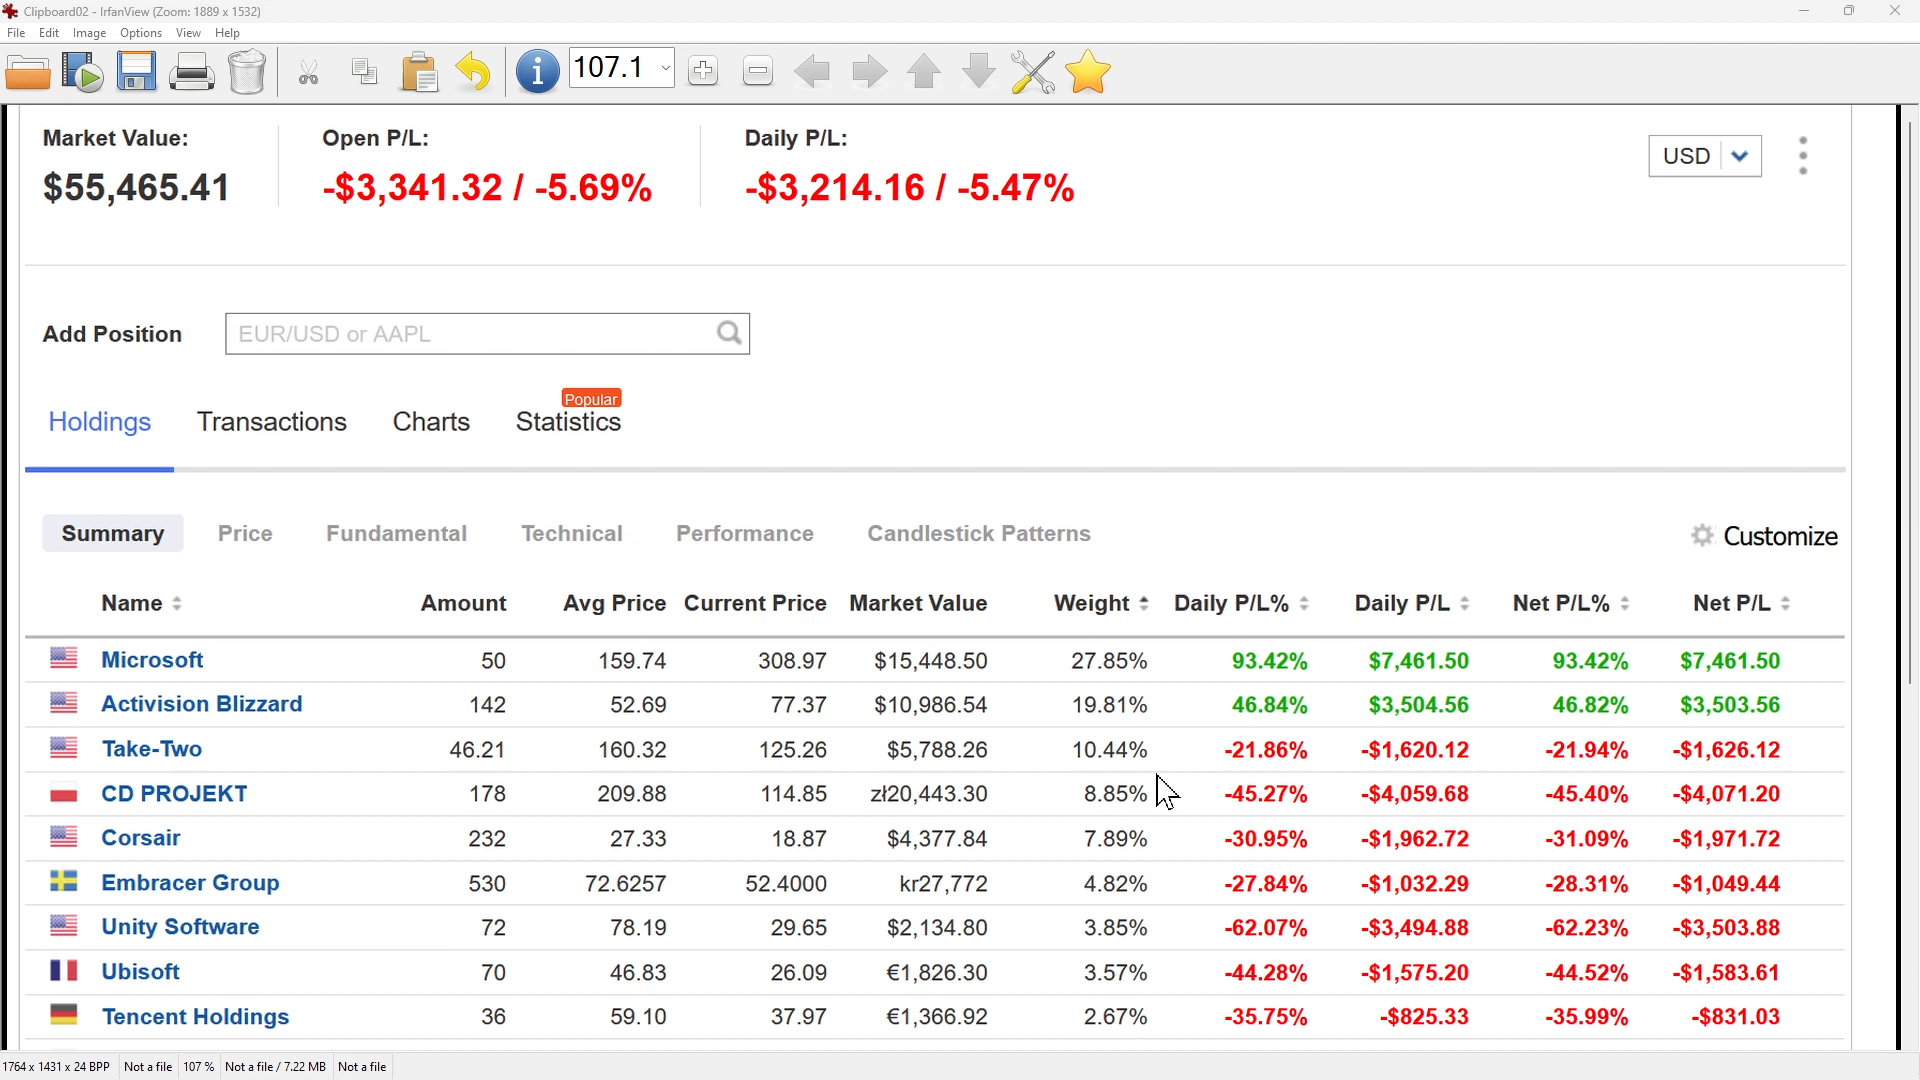 Clipboard02 - IrfanView (Zoom: 1889 x 1532)
File Edit Image Options View Help
107.1
Market Value: Open P/L: Daily P/L:
USD
$55,465.41 -$3,341.32 / -5.69% -$3,214.16 / -5.47%
Add Position EUR/USD or AAPL
Popular
Holdings Transactions Charts Statistics
Summary Price Fundamental Technical Performance Candlestick Patterns Customize
Name Amount Avg Price Current Price Market Value Weight Daily P/L% Daily P/L Net P/L% Net P/L
Microsoft 50 159.74 308.97 $15,448.50 27.85% 93.42% $7,461.50 93.42% $7,461.50
Activision Blizzard 142 52.69 77.37 $10,986.54 19.81% 46.84% $3,504.56 46.82% $3,503.56
Take-Two 46.21 160.32 125.26 $5,788.26 10.44% -21.86% -$1,620.12 -21.94% -$1,626.12
CD PROJEKT 178 209.88 114.85 zł20,443.30 8.85% -45.27% -$4,059.68 -45.40% -$4,071.20
Corsair 232 27.33 18.87 $4,377.84 7.89% -30.95% -$1,962.72 -31.09% -$1,971.72
Embracer Group 530 72.6257 52.4000 kr27,772 4.82% -27.84% -$1,032.29 -28.31% -$1,049.44
Unity Software 72 78.19 29.65 $2,134.80 3.85% -62.07% -$3,494.88 -62.23% -$3,503.88
Ubisoft 70 46.83 26.09 €1,826.30 3.57% -44.28% -$1,575.20 -44.52% -$1,583.61
Tencent Holdings 36 59.10 37.97 €1,366.92 2.67% -35.75% -$825.33 -35.99% -$831.03
1764 x 1431 x 24 BPP Not a file 107 % Not a file / 7.22 MB Not a file